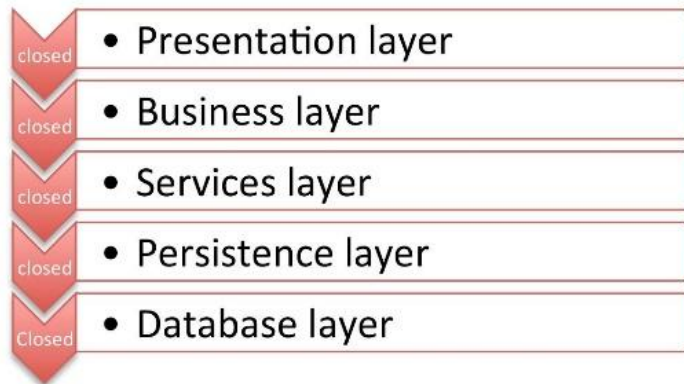 closed • Presentation layer
closed • Business layer
closed • Services layer
closed • Persistence layer
Closed • Database layer